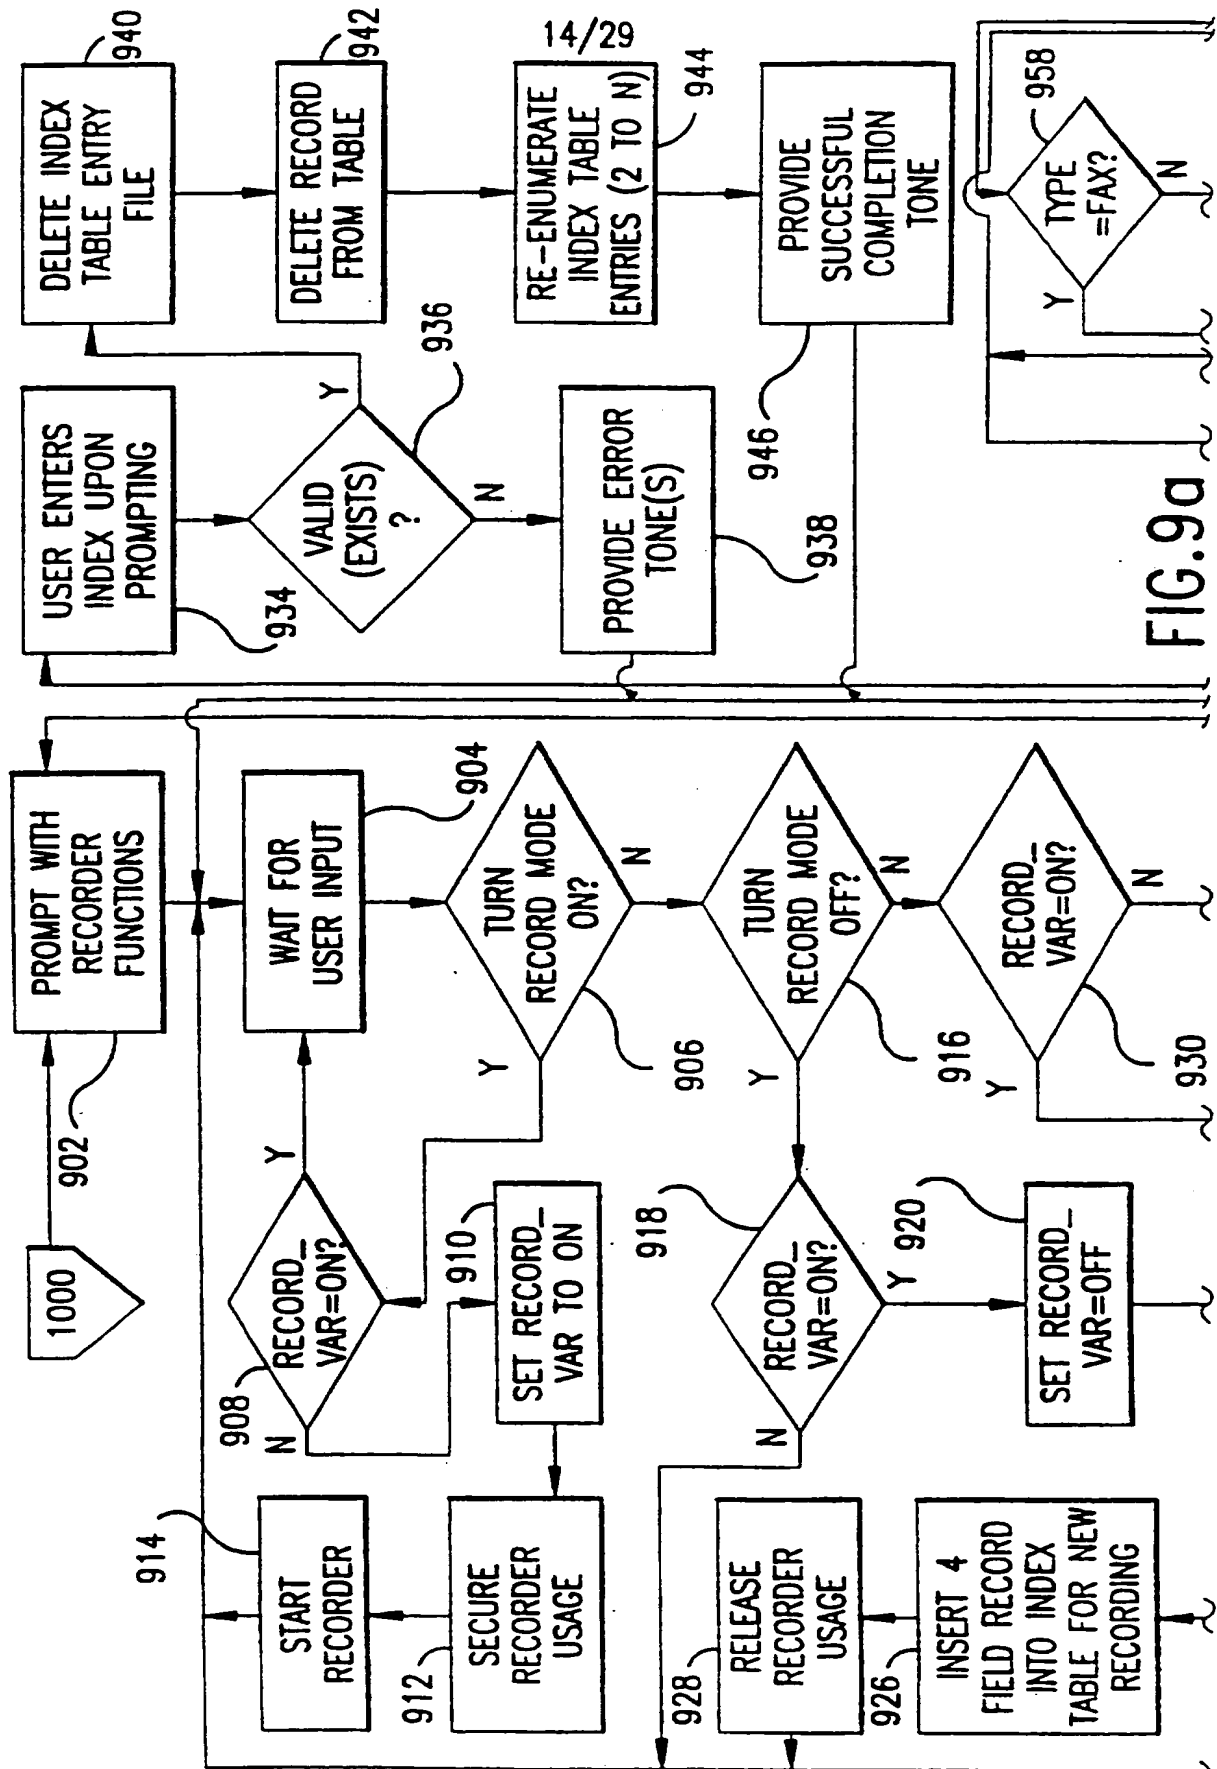 14/29
1000
902
PROMPT WITH
RECORDER
FUNCTIONS
WAIT FOR
USER INPUT
904
TURN
RECORD MODE
ON?
906
Y
N
RECORD_
VAR=ON?
908
Y
N
SET RECORD_
VAR TO ON
910
SECURE
RECORDER
USAGE
912
START
RECORDER
914
TURN
RECORD MODE
OFF?
916
Y
N
RECORD_
VAR=ON?
918
N
Y
SET RECORD_
VAR=OFF
920
INSERT 4
FIELD RECORD
INTO INDEX
TABLE FOR NEW
RECORDING
926
RELEASE
RECORDER
USAGE
928
RECORD_
VAR=ON?
930
Y
N
USER ENTERS
INDEX UPON
PROMPTING
934
VALID
(EXISTS)
?
936
Y
N
PROVIDE ERROR
TONE(S)
938
DELETE INDEX
TABLE ENTRY
FILE
940
DELETE RECORD
FROM TABLE
942
RE-ENUMERATE
INDEX TABLE
ENTRIES (2 TO N)
944
PROVIDE
SUCCESSFUL
COMPLETION
TONE
946
TYPE
=FAX?
958
Y
N
FIG.9a